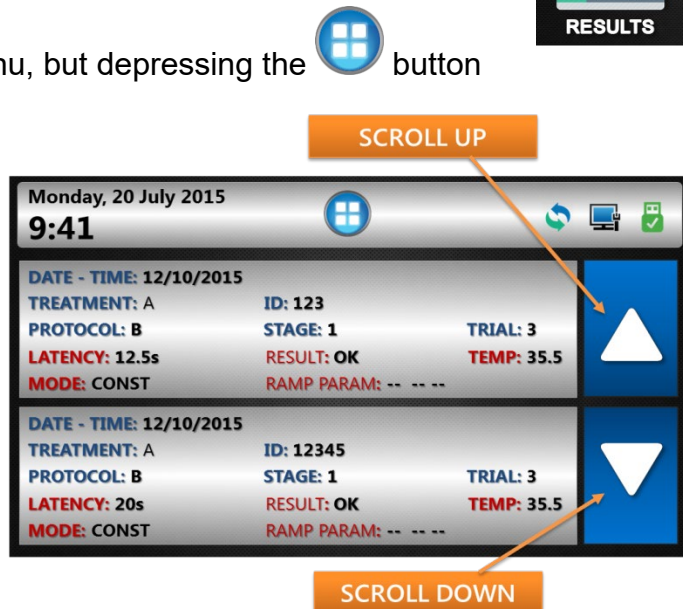 RESULTS
nu, but depressing the button
SCROLL UP
Monday, 20 July 2015
9:41
DATE - TIME: 12/10/2015
TREATMENT: A ID: 123
PROTOCOL: B STAGE: 1 TRIAL: 3
LATENCY: 12.5s RESULT: OK TEMP: 35.5
MODE: CONST RAMP PARAM: -- -- --
DATE - TIME: 12/10/2015
TREATMENT: A ID: 12345
PROTOCOL: B STAGE: 1 TRIAL: 3
LATENCY: 20s RESULT: OK TEMP: 35.5
MODE: CONST RAMP PARAM: -- -- --
SCROLL DOWN